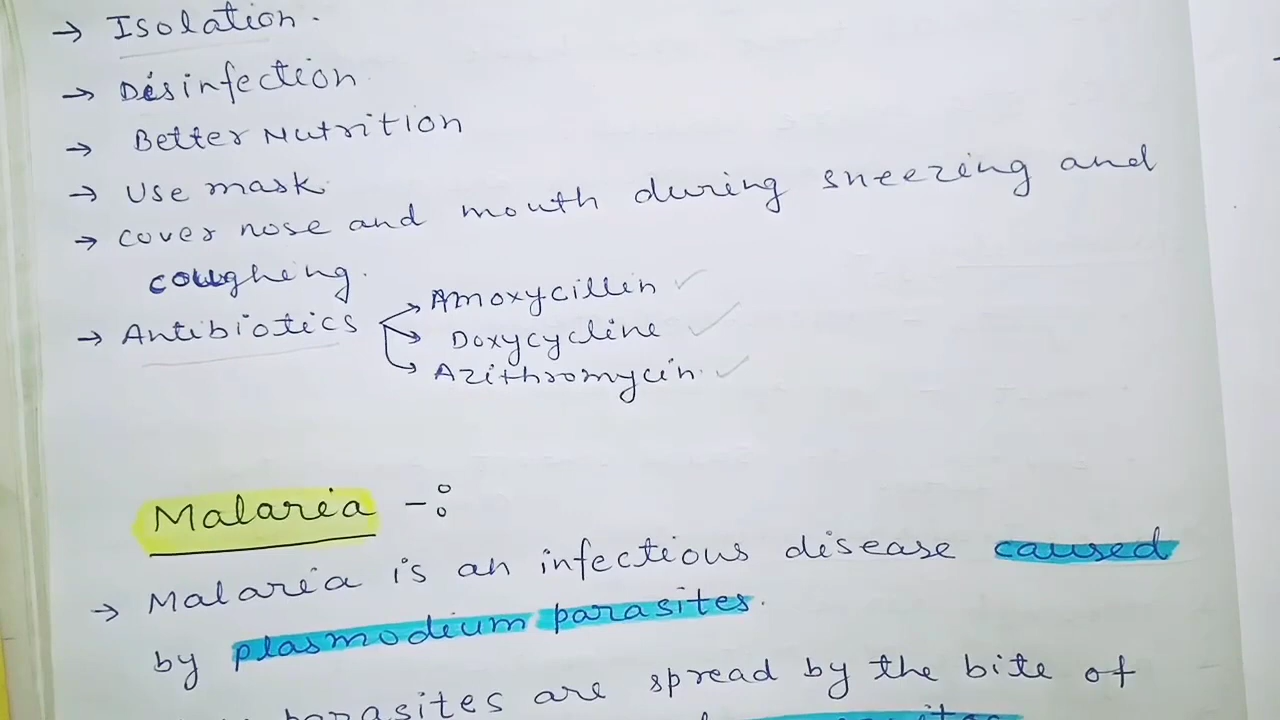 → Isolation.
→ Disinfection
→ Better Nutrition
→ Use mask.
→ cover nose and mouth during sneezing and
coughing.
→ Antibiotics → Amoxycillin ✓
→ Doxycycline ✓
→ Azithromycin. ✓
Malaria -:
→ Malaria is an infectious disease caused
by plasmodium parasites.
parasites are spread by the bite of